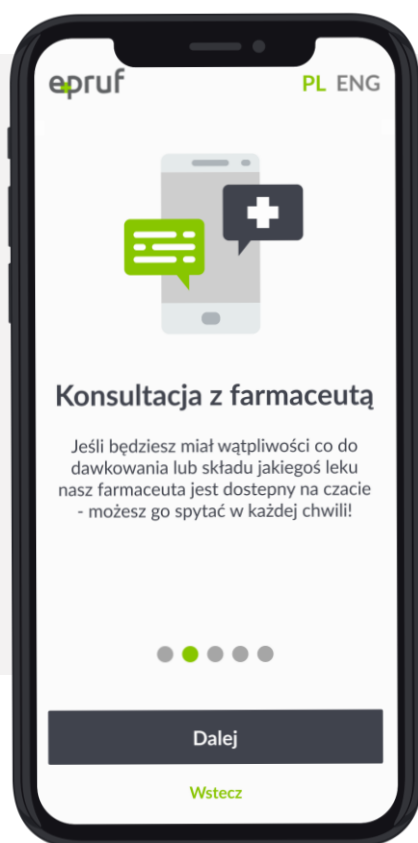 epruf
PL ENG
Konsultacja z farmaceutą
Jeśli będziesz miał wątpliwości co do
dawkowania lub składu jakiegoś leku
nasz farmaceuta jest dostepny na czacie
- możesz go spytać w każdej chwili!
Dalej
Wstecz